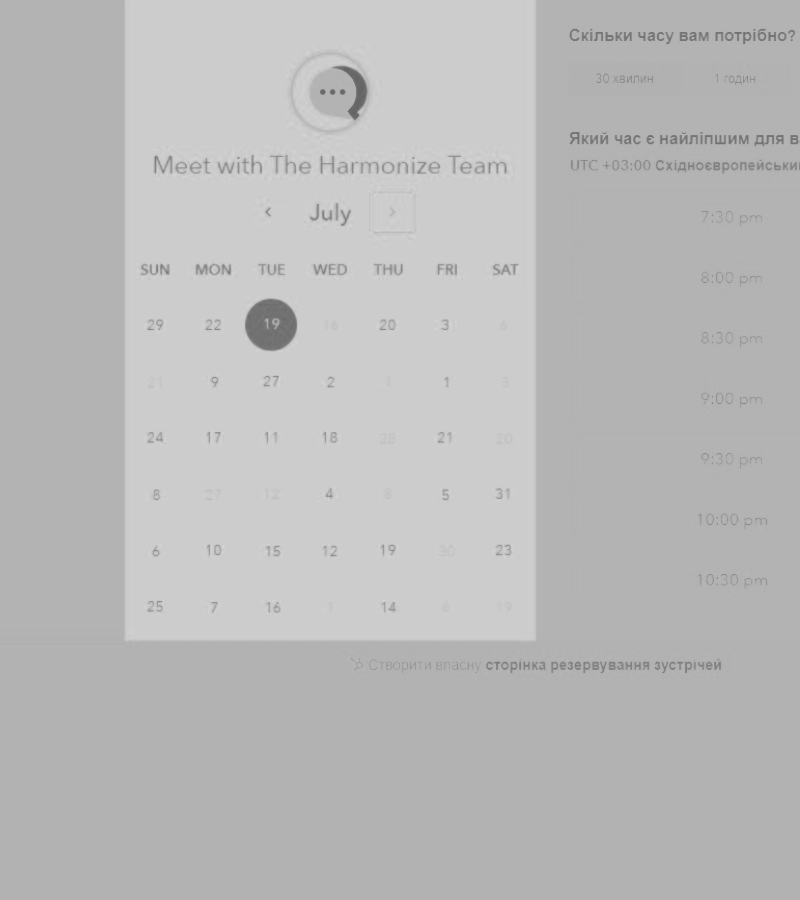 Meet with The Harmonize Team
July
SUN MON TUE WED THU FRI SAT
29 22 19 16 20 3 6
21 9 27 2 1 3
24 17 11 18 28 21 20
8 27 12 4 8 5 31
6 10 15 12 19 30 23
25 7 16 1 14 6 19
Скільки часу вам потрібно?
30 хвилин 1 годин
Який час є найліпшим для в
UTC +03:00 Східноєвропейськи
7:30 pm
8:00 pm
8:30 pm
9:00 pm
9:30 pm
10:00 pm
10:30 pm
Створити власну сторінка резервування зустрічей